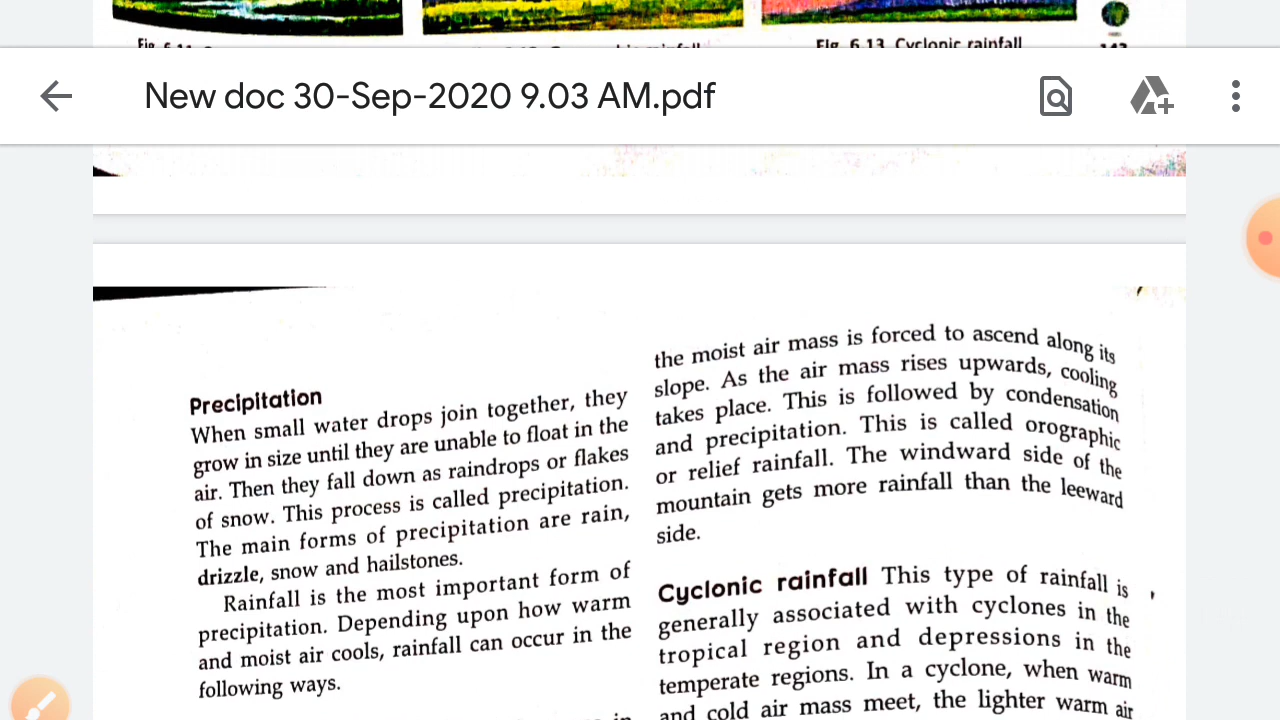 Fig. 6.13 Cyclonic rainfall
New doc 30-Sep-2020 9.03 AM.pdf
Precipitation
When small water drops join together, they
grow in size until they are unable to float in the
air. Then they fall down as raindrops or flakes
of snow. This process is called precipitation.
The main forms of precipitation are rain,
drizzle, snow and hailstones.
Rainfall is the most important form of
precipitation. Depending upon how warm
and moist air cools, rainfall can occur in the
following ways.
the moist air mass is forced to ascend along its
slope. As the air mass rises upwards, cooling
takes place. This is followed by condensation
and precipitation. This is called orographic
or relief rainfall. The windward side of the
mountain gets more rainfall than the leeward
side.
Cyclonic rainfall This type of rainfall is
generally associated with cyclones in the
tropical region and depressions in the
temperate regions. In a cyclone, when warm
and cold air mass meet, the lighter warm air